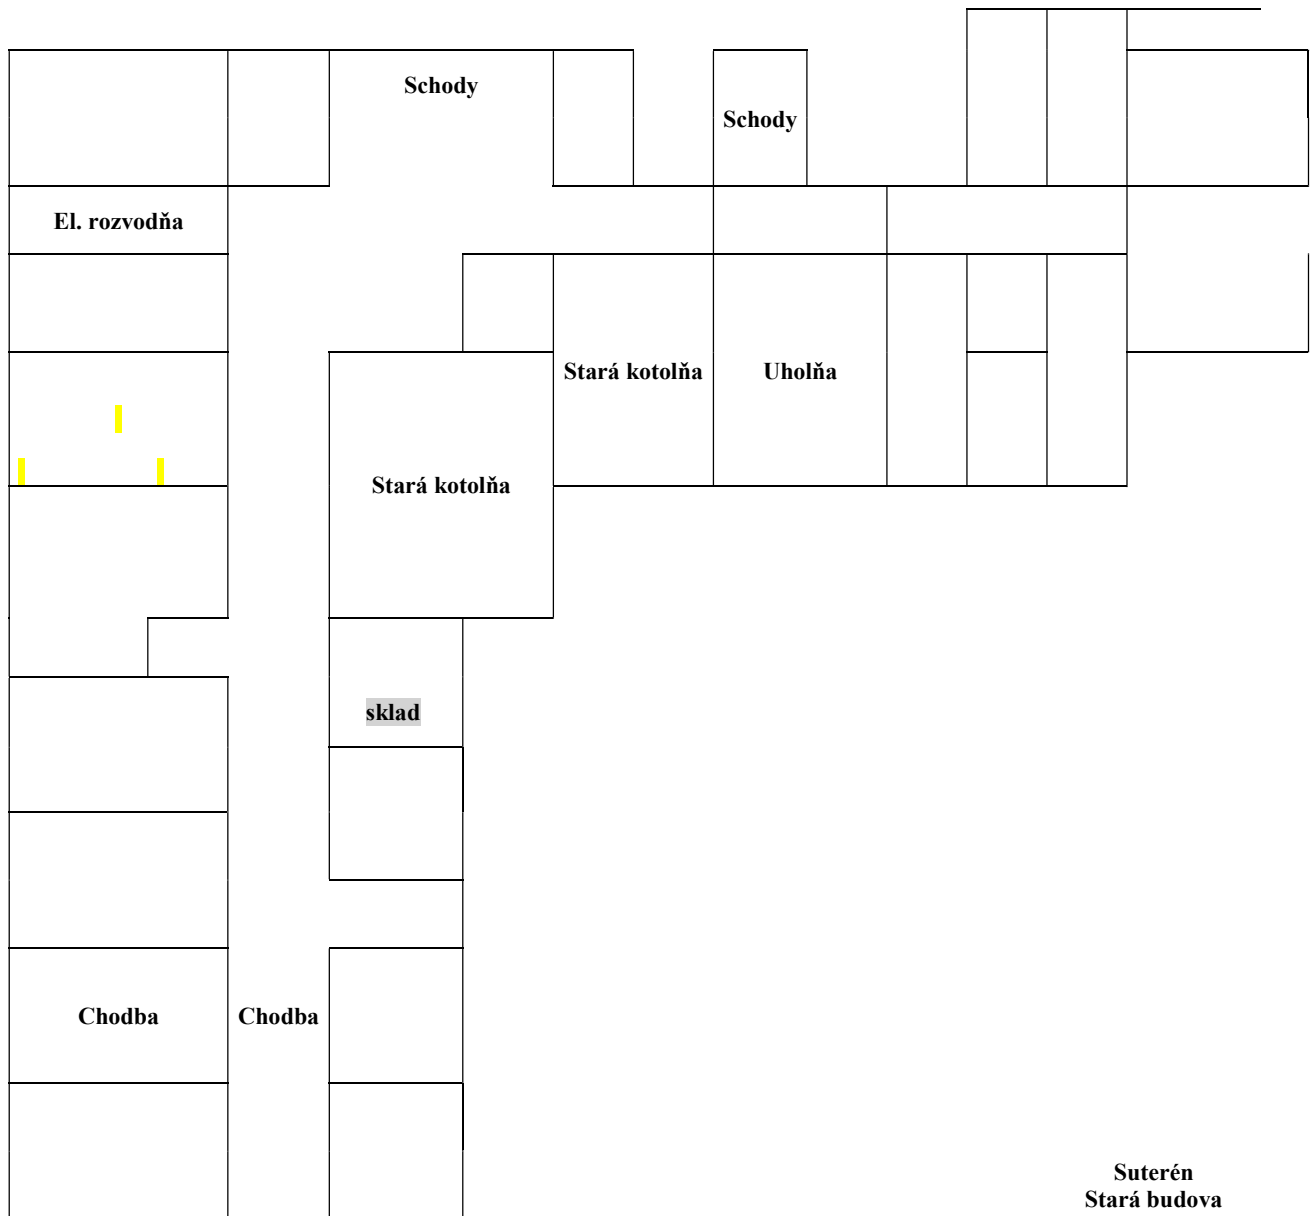 Schody
Schody
El. rozvodňa
Stará kotolňa
Uholňa
Stará kotolňa
sklad
Chodba
Chodba
Suterén
Stará budova